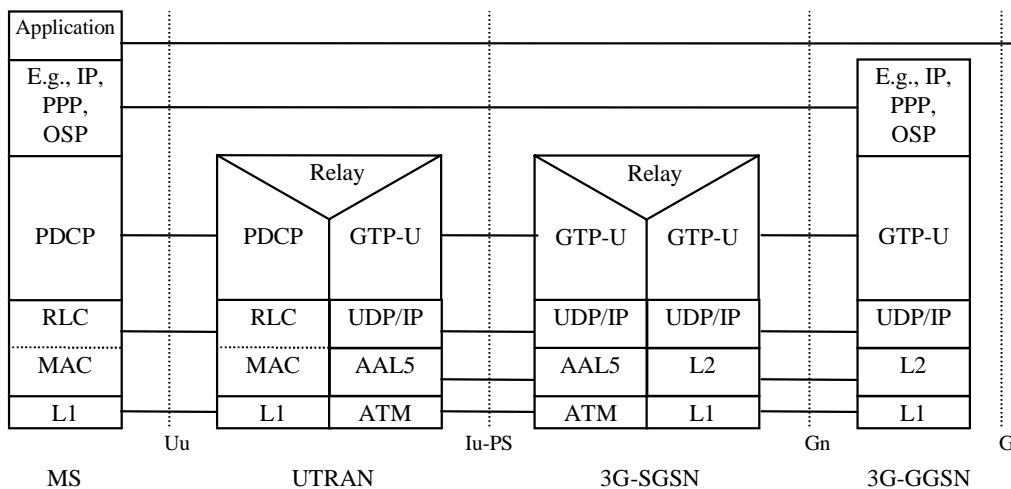 Application
E.g., IP,
PPP,
OSP
E.g., IP,
PPP,
OSP
Relay
Relay
PDCP
PDCP
GTP-U
GTP-U
GTP-U
GTP-U
RLC
RLC
UDP/IP
UDP/IP
UDP/IP
UDP/IP
MAC
MAC
AAL5
AAL5
L2
L2
L1
L1
ATM
ATM
L1
L1
Uu
Iu-PS
Gn
G
MS
UTRAN
3G-SGSN
3G-GGSN